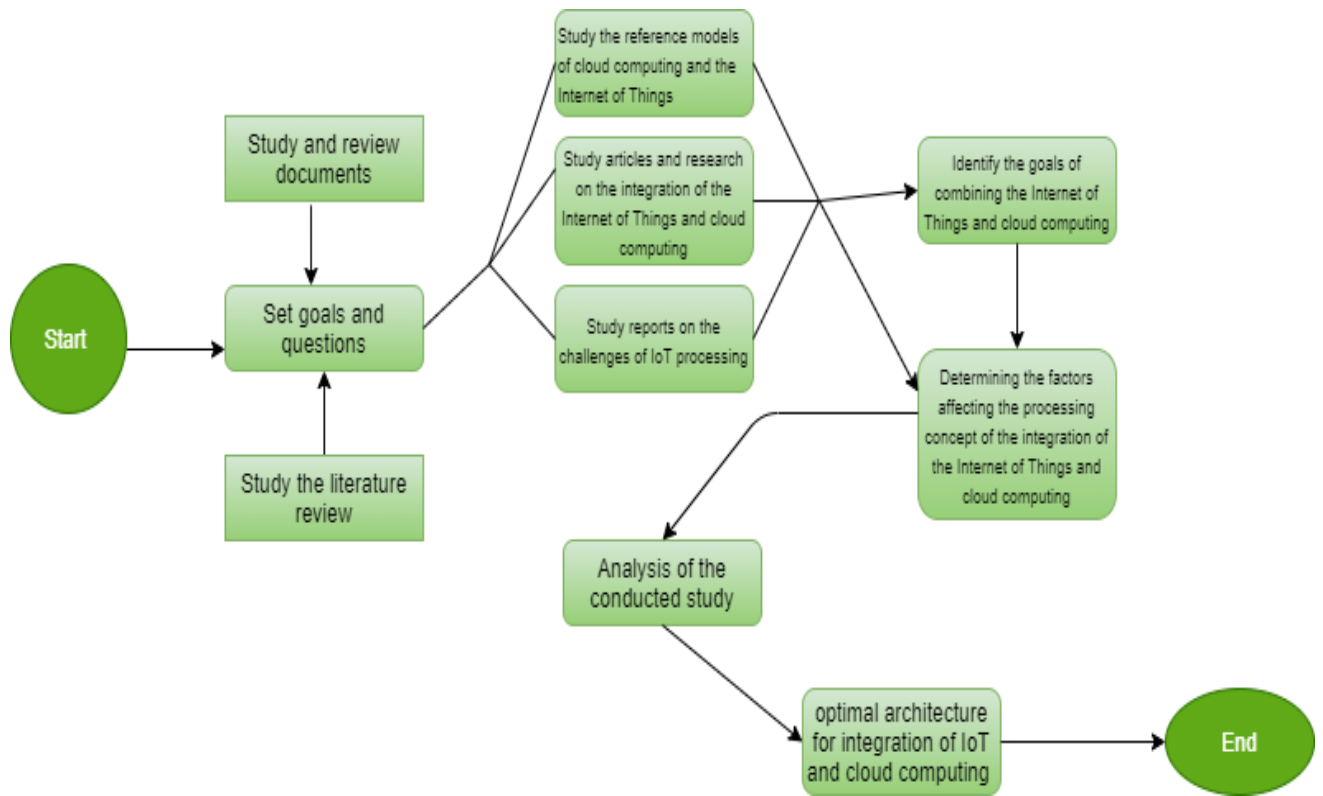 Start
Study and review
documents
Set goals and
questions
Study the literature
review
Study the reference models
of cloud computing and the
Internet of Things
Study articles and research
on the integration of the
Internet of Things and cloud
computing
Study reports on the
challenges of IoT processing
Identify the goals of
combining the Internet of
Things and cloud computing
Determining the factors
affecting the processing
concept of the integration of
the Internet of Things and
cloud computing
Analysis of the
conducted study
optimal architecture
for integration of IoT
and cloud computing
End